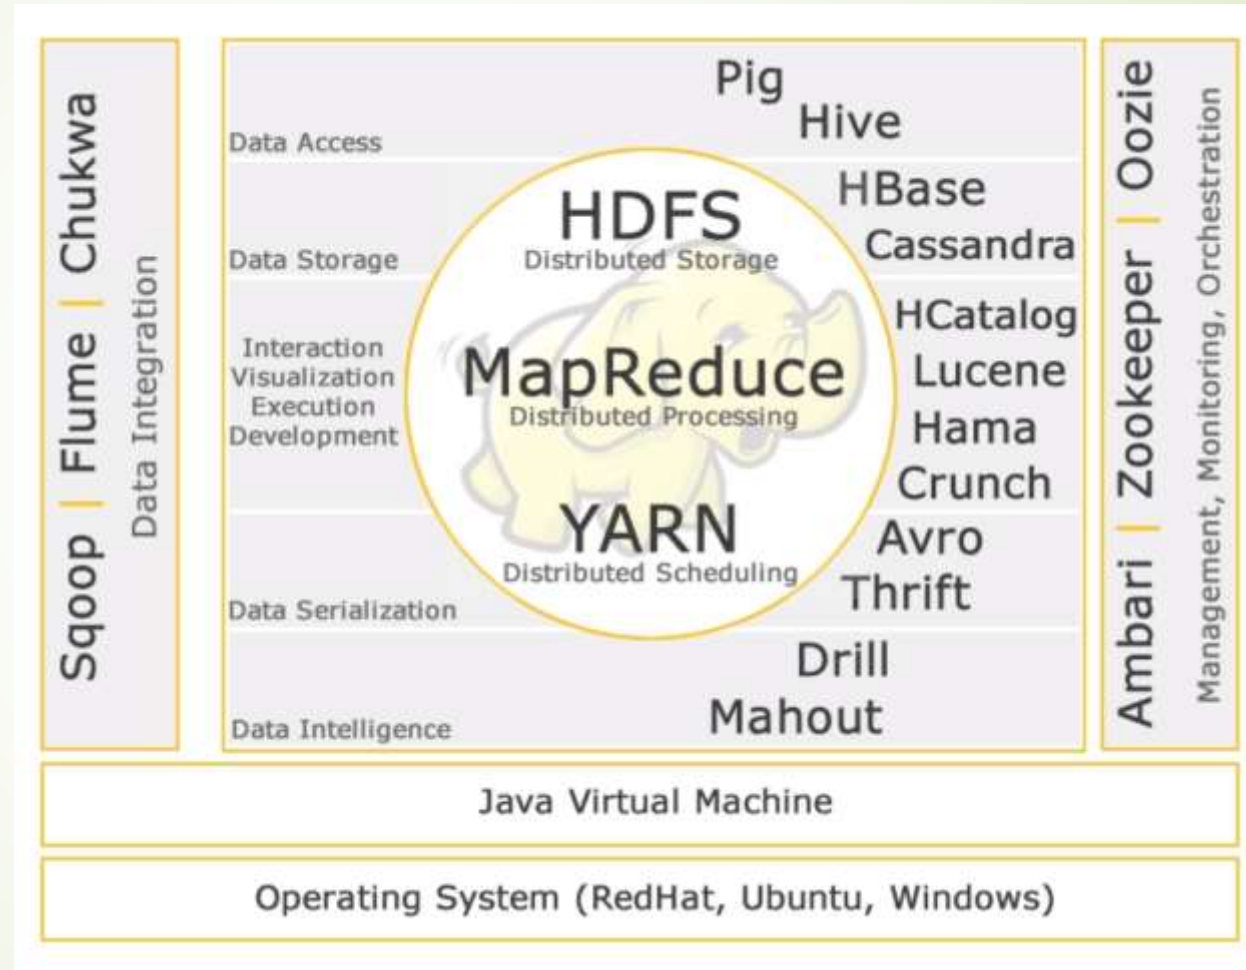 Sqoop | Flume | Chukwa
Data Integration
Pig
Hive
Data Access
HBase
Cassandra
Data Storage
HCatalog
Lucene
Hama
Crunch
Interaction
Visualization
Execution
Development
Avro
Thrift
Data Serialization
Drill
Mahout
Data Intelligence
HDFS
Distributed Storage
MapReduce
Distributed Processing
YARN
Distributed Scheduling
Ambari | Zookeeper | Oozie
Management, Monitoring, Orchestration
Java Virtual Machine
Operating System (RedHat, Ubuntu, Windows)